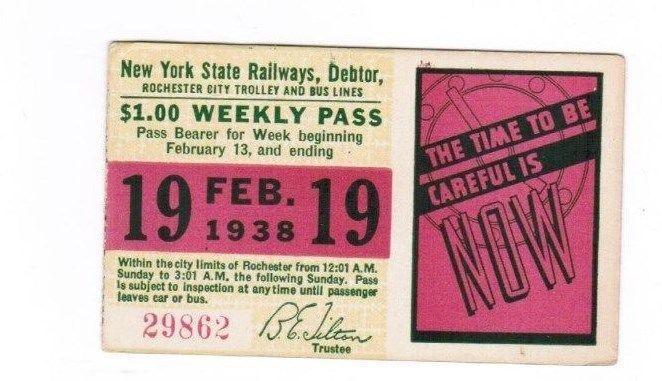 New York State Railways, Debtor,
ROCHESTER CITY TROLLEY AND BUS LINES
$1.00 WEEKLY PASS
Pass Bearer for Week beginning
February 13, and ending
19 FEB. 1938 19
Within the city limits of Rochester from 12:01 A.M.
Sunday to 3:01 A.M. the following Sunday. Pass
is subject to inspection at any time until passenger
leaves car or bus.
29862
B.E. Tilton
Trustee
THE TIME TO BE
CAREFUL IS
NOW